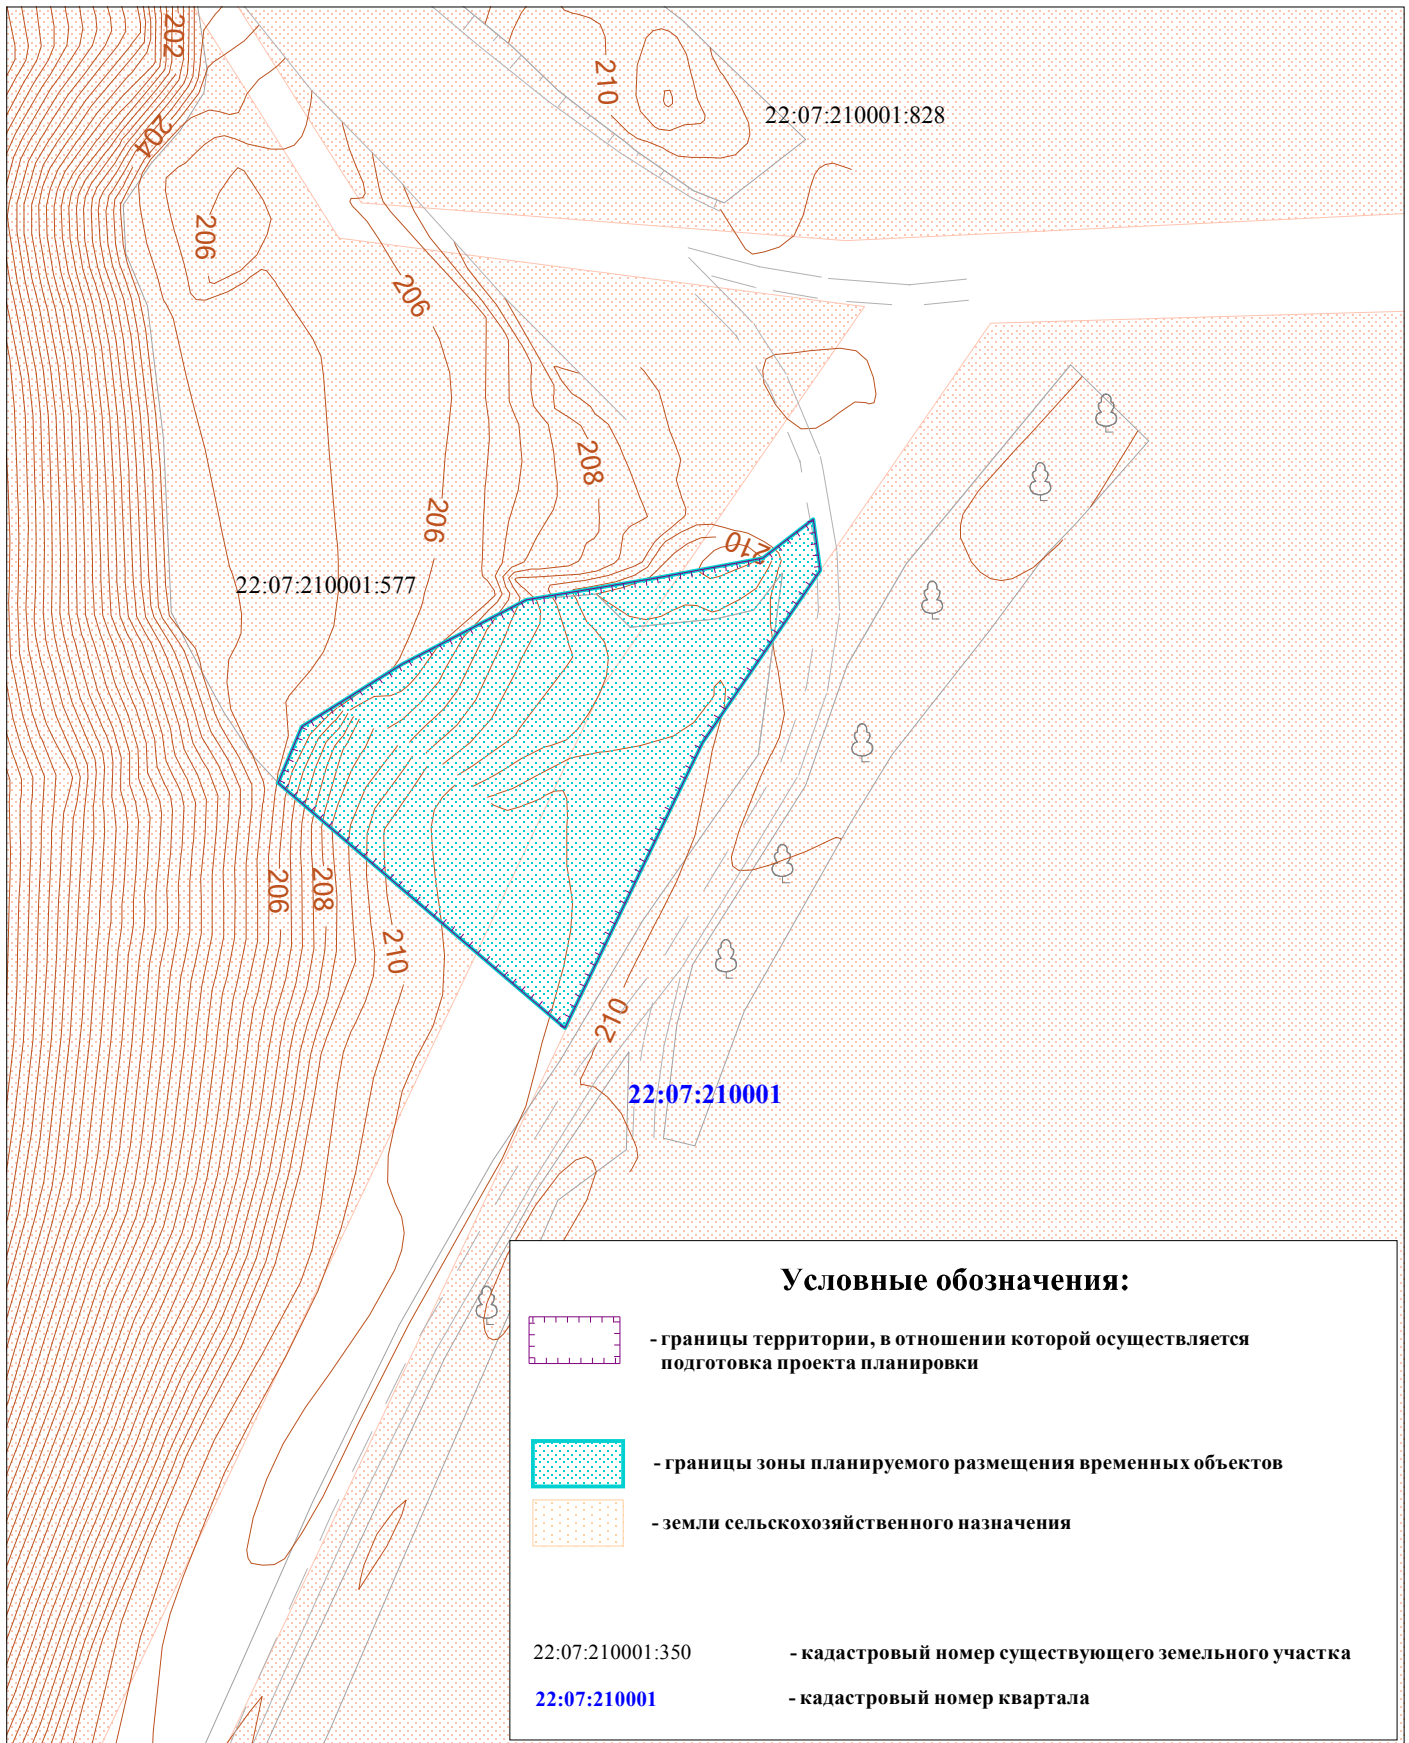 202
210
22:07:210001:828
204
206
206
208
206
210
22:07:210001:577
206
208
210
210
22:07:210001
Условные обозначения:
- границы территории, в отношении которой осуществляется
подготовка проекта планировки
- границы зоны планируемого размещения временных объектов
- земли сельскохозяйственного назначения
22:07:210001:350 - кадастровый номер существующего земельного участка
22:07:210001 - кадастровый номер квартала